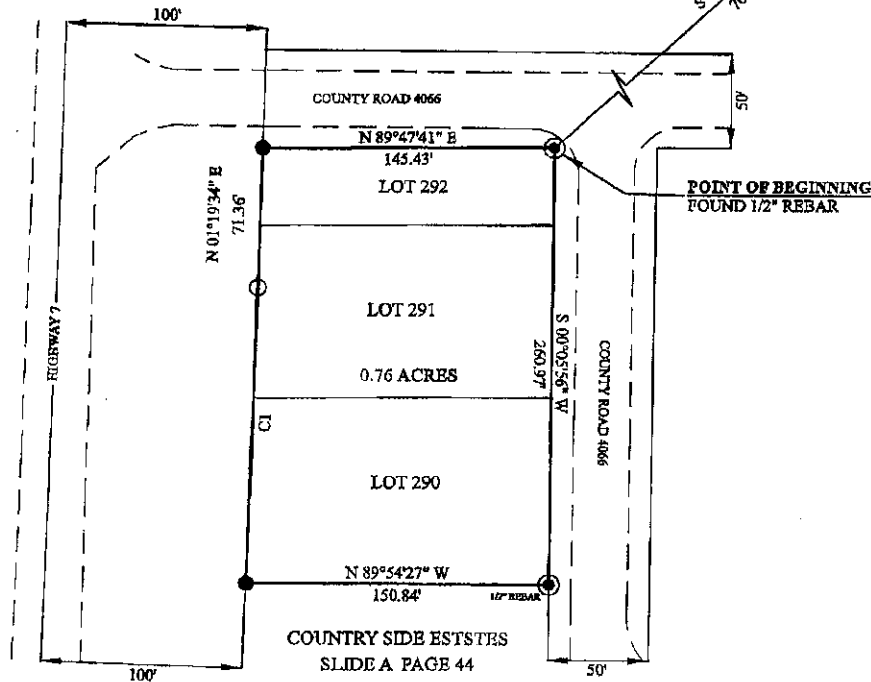 100'
COUNTY ROAD 4066
50'
N 89°47'41" E
145.43'
LOT 292
POINT OF BEGINNING
FOUND 1/2" REBAR
N 01°19'34" E
71.36'
HIGHWAY 7
LOT 291
S 00°05'56" W
260.97'
COUNTY ROAD 4066
0.76 ACRES
C1
LOT 290
N 89°54'27" W
150.84'
1/2" REBAR
COUNTRY SIDE ESTSTES
SLIDE A PAGE 44
100'
50'